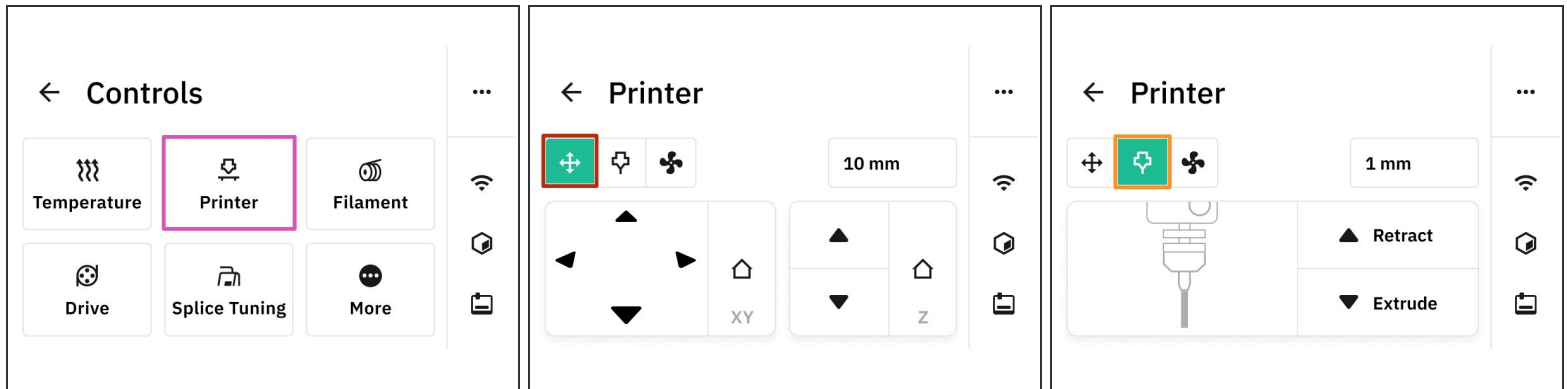 Controls
Temperature
Printer
Filament
Drive
Splice Tuning
More
Printer
10 mm
XY
Z
Printer
1 mm
Retract
Extrude